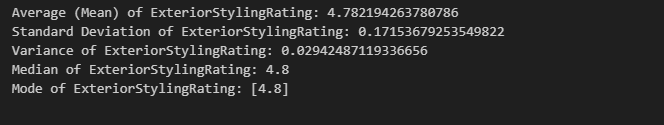 Average (Mean) of ExteriorStylingRating: 4.782194263780786
Standard Deviation of ExteriorStylingRating: 0.17153679253549822
Variance of ExteriorStylingRating: 0.02942487119336656
Median of ExteriorStylingRating: 4.8
Mode of ExteriorStylingRating: [4.8]